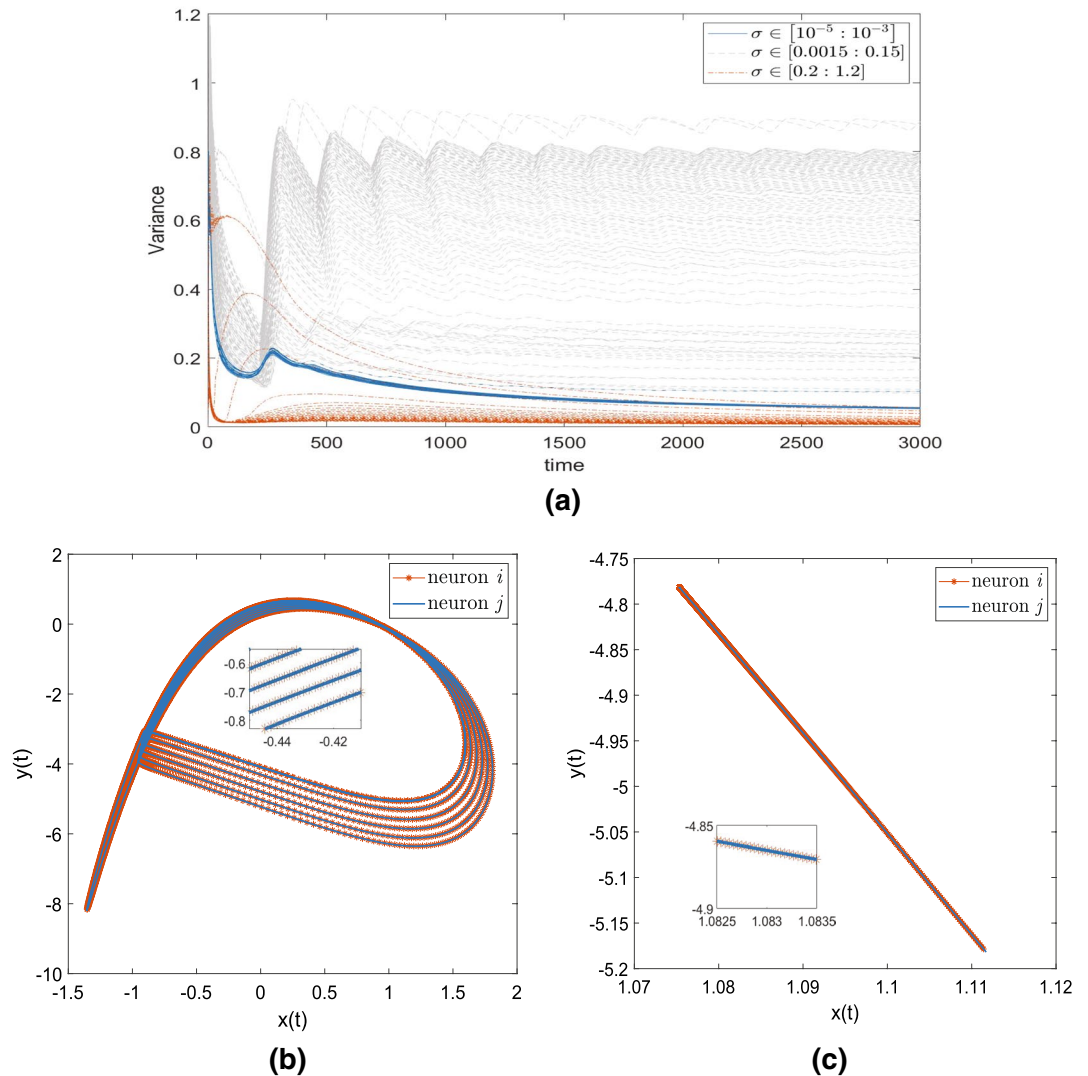 1.2
1
0.8
0.6
0.4
0.2
0
Variance
σ ∈ [10⁻⁵ : 10⁻³]
σ ∈ [0.0015 : 0.15]
σ ∈ [0.2 : 1.2]
0 500 1000 1500 2000 2500 3000
time
(a)
2
0
-2
-4
-6
-8
-10
y(t)
neuron i
neuron j
-0.6
-0.7
-0.8
-0.44 -0.42
-1.5 -1 -0.5 0 0.5 1 1.5 2
x(t)
(b)
-4.75
-4.8
-4.85
-4.9
-4.95
-5
-5.05
-5.1
-5.15
-5.2
y(t)
neuron i
neuron j
-4.85
-4.9
1.0825 1.083 1.0835
1.07 1.08 1.09 1.1 1.11 1.12
x(t)
(c)